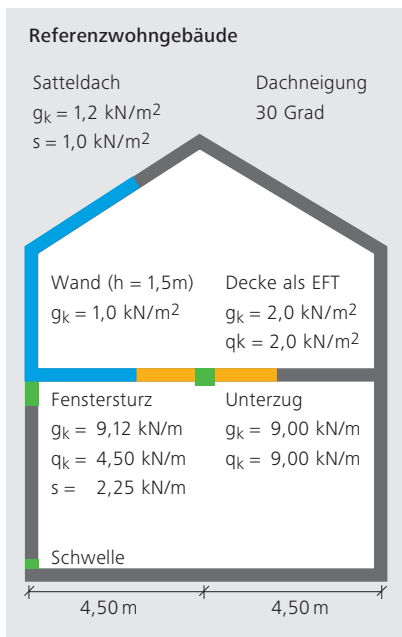 Referenzwohngebäude
Satteldach
gk = 1,2 kN/m2
s = 1,0 kN/m2
Dachneigung
30 Grad
Wand (h = 1,5m)
gk = 1,0 kN/m2
Decke als EFT
gk = 2,0 kN/m2
qk = 2,0 kN/m2
Fenstersturz
gk = 9,12 kN/m
qk = 4,50 kN/m
s = 2,25 kN/m
Unterzug
gk = 9,00 kN/m
qk = 9,00 kN/m
Schwelle
4,50 m
4,50 m